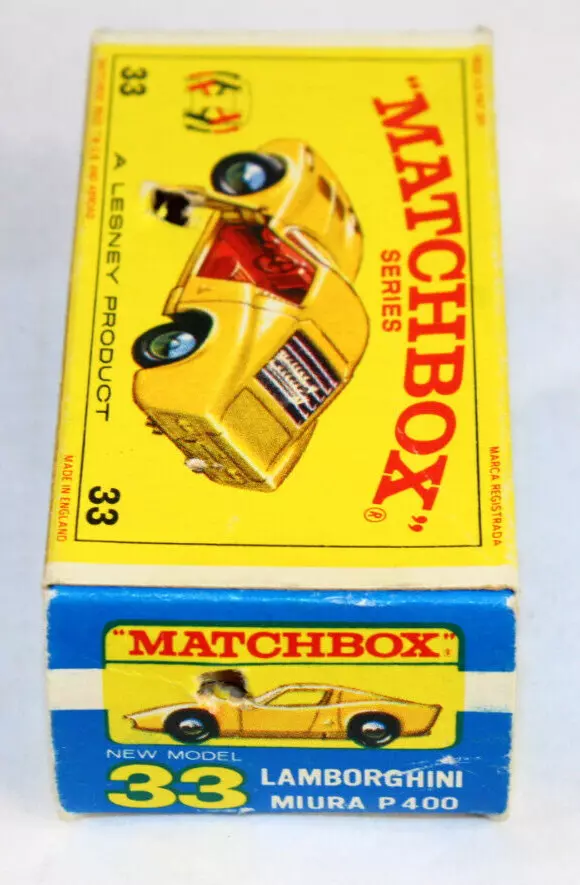 "MATCHBOX"®
SERIES
33
A LESNEY PRODUCT
33
MADE IN ENGLAND
MARCA REGISTRADA
"MATCHBOX"®
NEW MODEL
33 LAMBORGHINI
MIURA P400